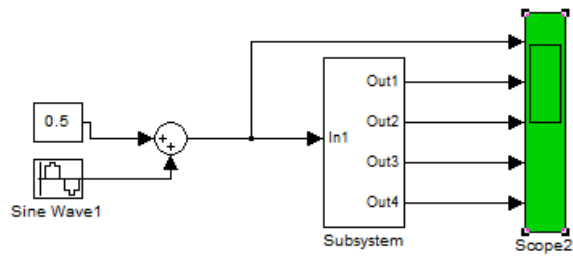 Out1
0.5
Out2
+
+
In1
Out3
Out4
Sine Wave1
Subsystem
Scope2